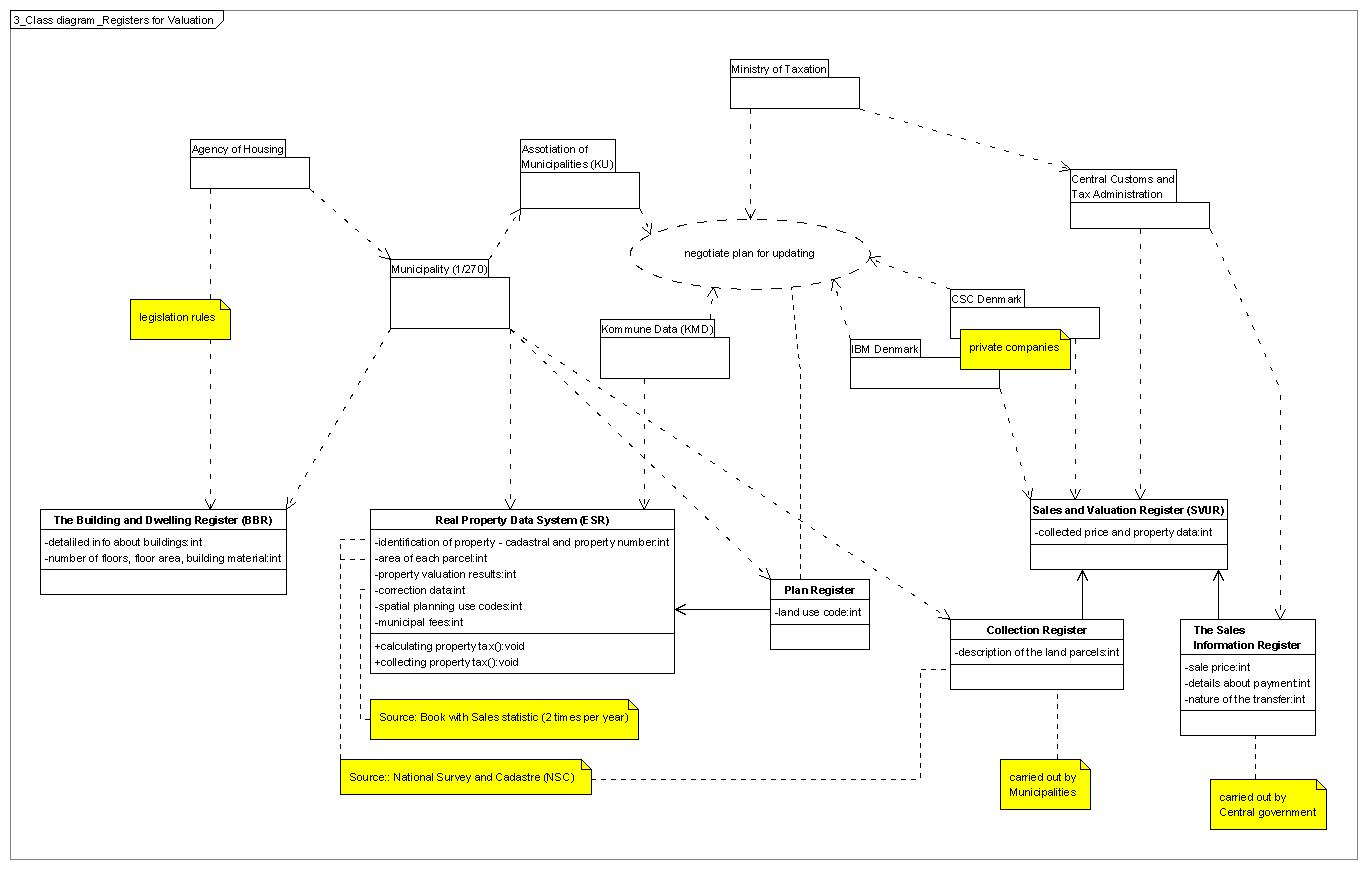 3_Class diagram_Registers for Valuation
Ministry of Taxation
Agency of Housing
Assotiation of
Municipalities (KU)
Central Customs and
Tax Administration
negotiate plan for updating
Municipality (1/270)
CSC Denmark
legislation rules
Kommune Data (KMD)
IBM Denmark
private companies
The Building and Dwelling Register (BBR)
-detaliled info about buildings:int
-number of floors, floor area, building material:int
Real Property Data System (ESR)
-identification of property - cadastral and property number:int
-area of each parcel:int
-property valuation results:int
-correction data:int
-spatial planning use codes:int
-municipal fees:int
+calculating property tax():void
+collecting property tax():void
Sales and Valuation Register (SVUR)
-collected price and property data:int
Plan Register
-land use code:int
Collection Register
-description of the land parcels:int
The Sales
Information Register
-sale price:int
-details about payment:int
-nature of the transfer:int
Source: Book with Sales statistic (2 times per year)
Source:: National Survey and Cadastre (NSC)
carried out by
Municipalities
carried out by
Central government